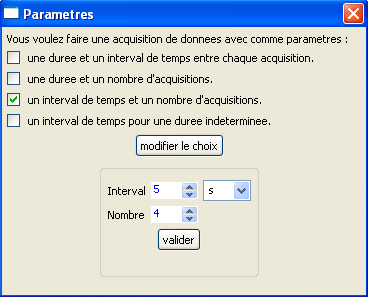 Parametres
Vous voulez faire une acquisition de donnees avec comme parametres :
une duree et un interval de temps entre chaque acquisition.
une duree et un nombre d'acquisitions.
un interval de temps et un nombre d'acquisitions.
un interval de temps pour une duree indeterminee.
modifier le choix
Interval 5 s
Nombre 4
valider